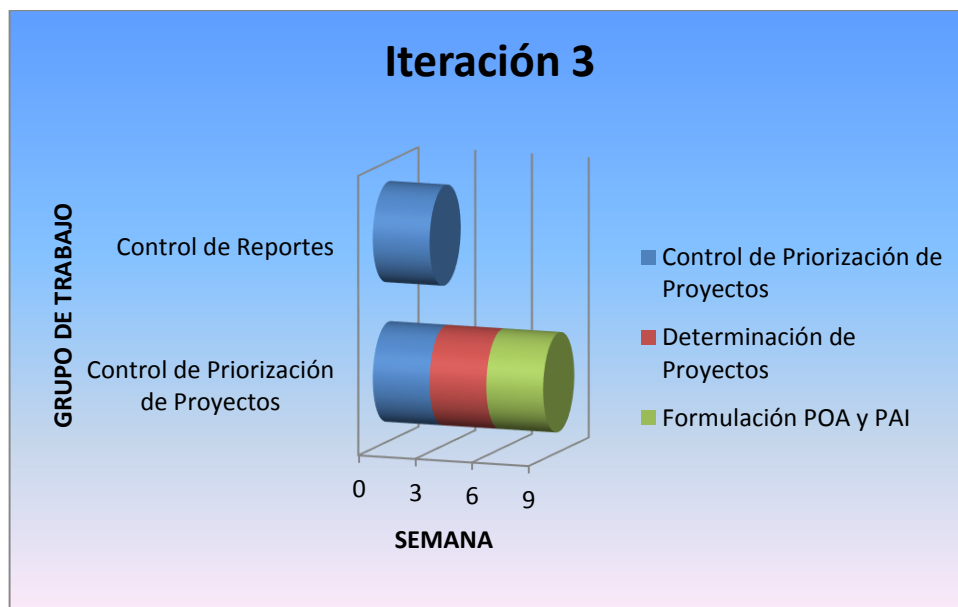 Iteración 3
GRUPO DE TRABAJO
Control de Reportes
Control de Priorización
de Proyectos
0
3
6
9
SEMANA
Control de Priorización de
Proyectos
Determinación de
Proyectos
Formulación POA y PAI